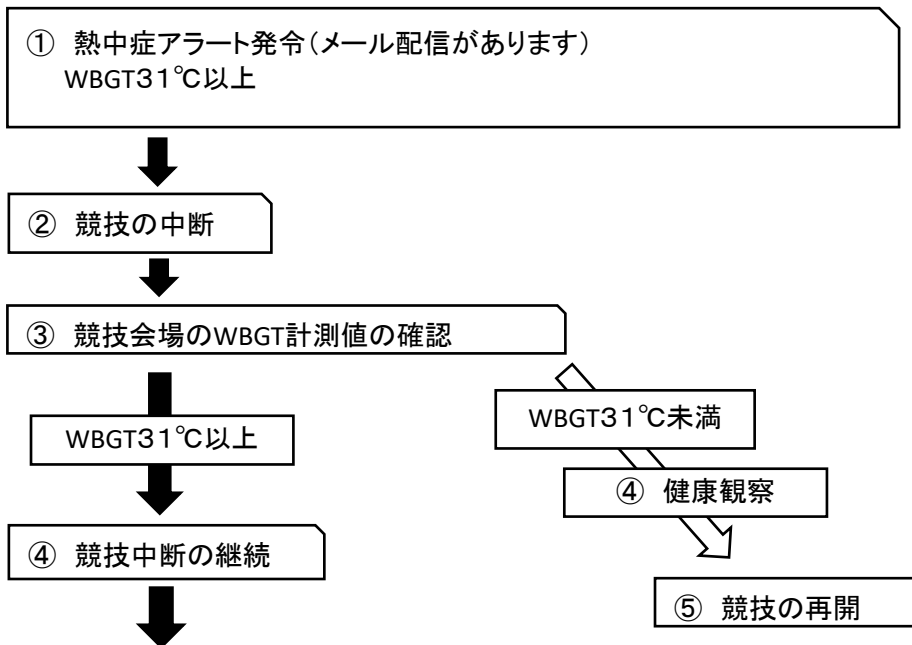 ① 熱中症アラート発令(メール配信があります)
WBGT31℃以上
② 競技の中断
③ 競技会場のWBGT計測値の確認
WBGT31℃以上
WBGT31℃未満
④ 健康観察
④ 競技中断の継続
⑤ 競技の再開